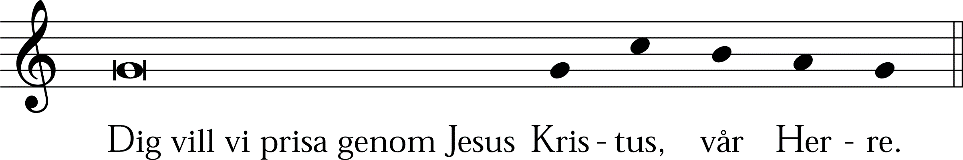 Dig vill vi prisa genom Jesus Kris - tus, vår Her - re.